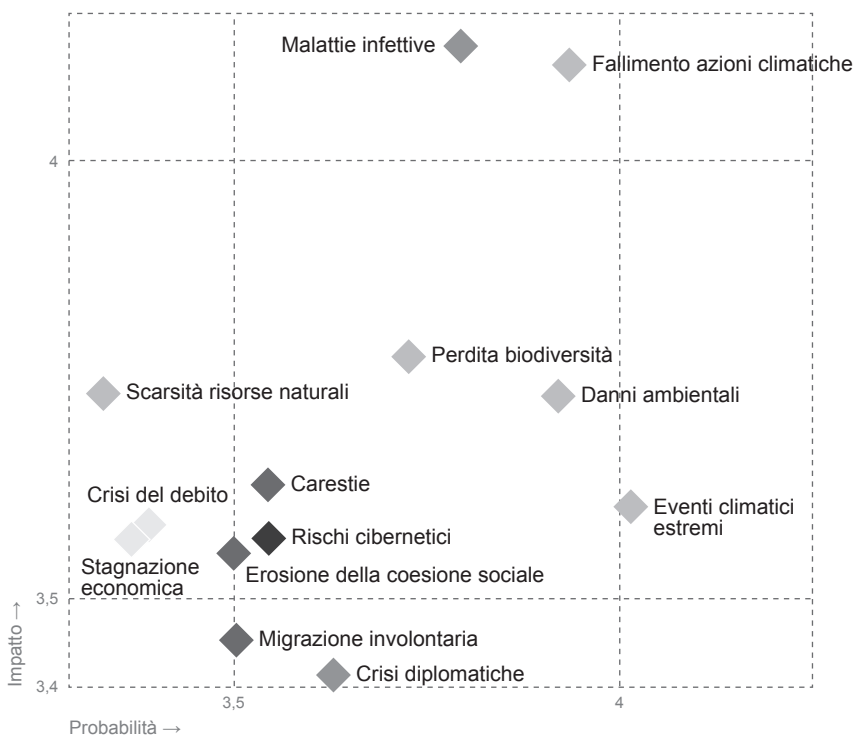 Malattie infettive
Fallimento azioni climatiche
4
Perdita biodiversità
Scarsità risorse naturali
Danni ambientali
Carestie
Crisi del debito
Eventi climatici
estremi
Rischi cibernetici
Stagnazione
economica
Erosione della coesione sociale
3,5
Migrazione involontaria
Crisi diplomatiche
Impatto →
3,4
3,5
4
Probabilità →